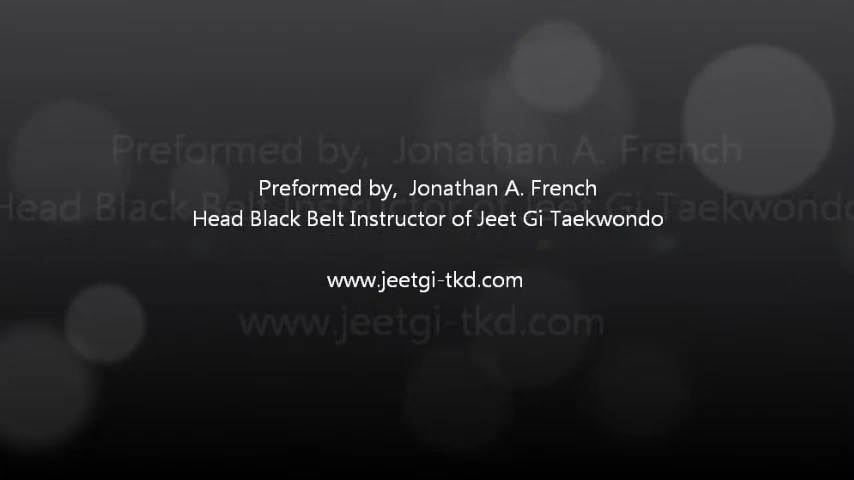 Preformed by,  Jonathan A. French
Head Black Belt Instructor of Jeet Gi Taekwondo
www.jeetgi-tkd.com